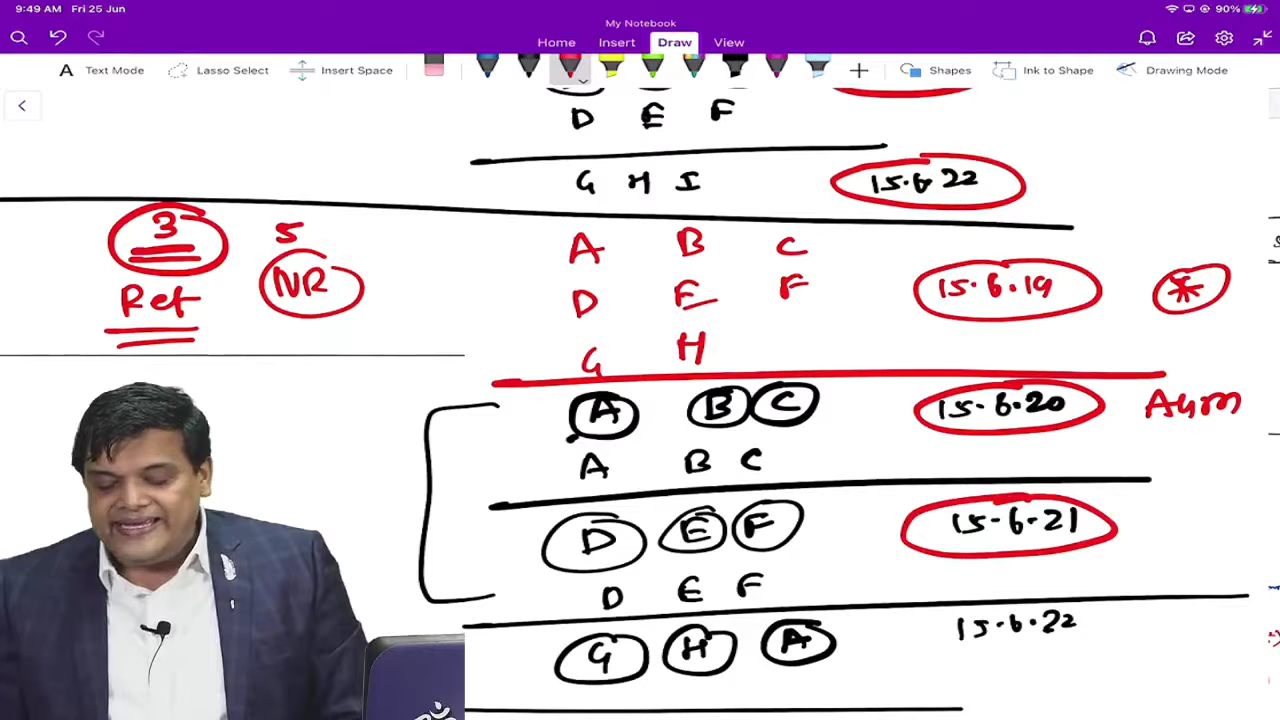 9:49 AM Fri 25 Jun
90%
My Notebook
Home Insert Draw View
A Text Mode Lasso Select Insert Space Shapes Ink to Shape Drawing Mode
D E F
G H I 15.6.22
3 5
Ref NR
A B C
D E F 15.6.19 *
G H
A B C 15.6.20 AGM
A B C
D E F 15.6.21
D E F
G H A 15.6.22